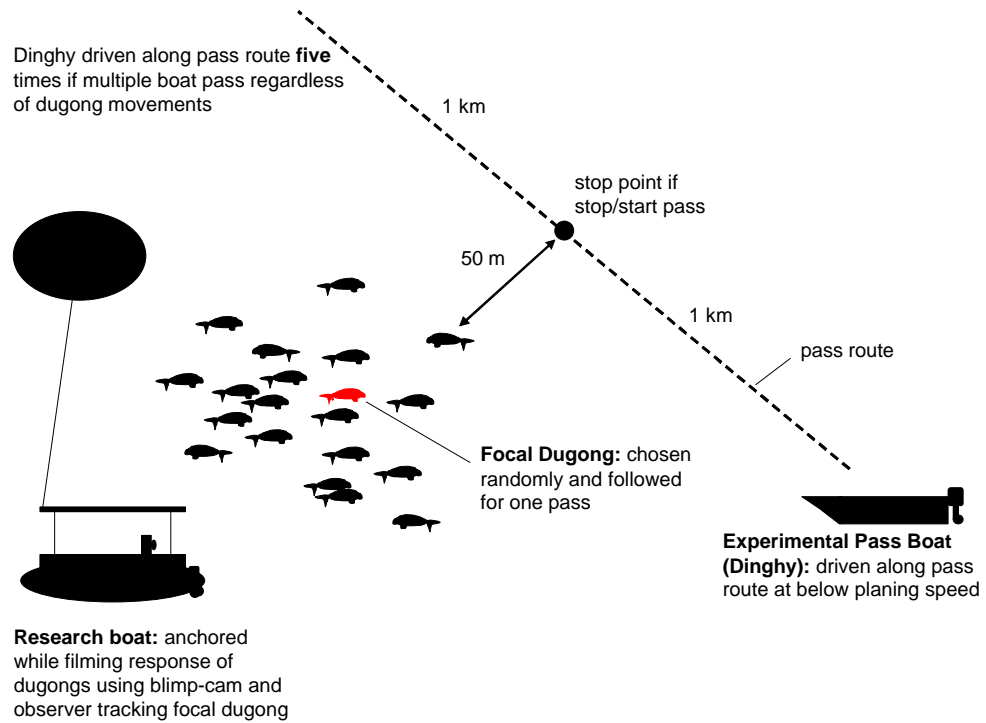 Dinghy driven along pass route five
times if multiple boat pass regardless
of dugong movements
1 km
stop point if
stop/start pass
50 m
1 km
pass route
Focal Dugong: chosen
randomly and followed
for one pass
Experimental Pass Boat
(Dinghy): driven along pass
route at below planing speed
Research boat: anchored
while filming response of
dugongs using blimp-cam and
observer tracking focal dugong